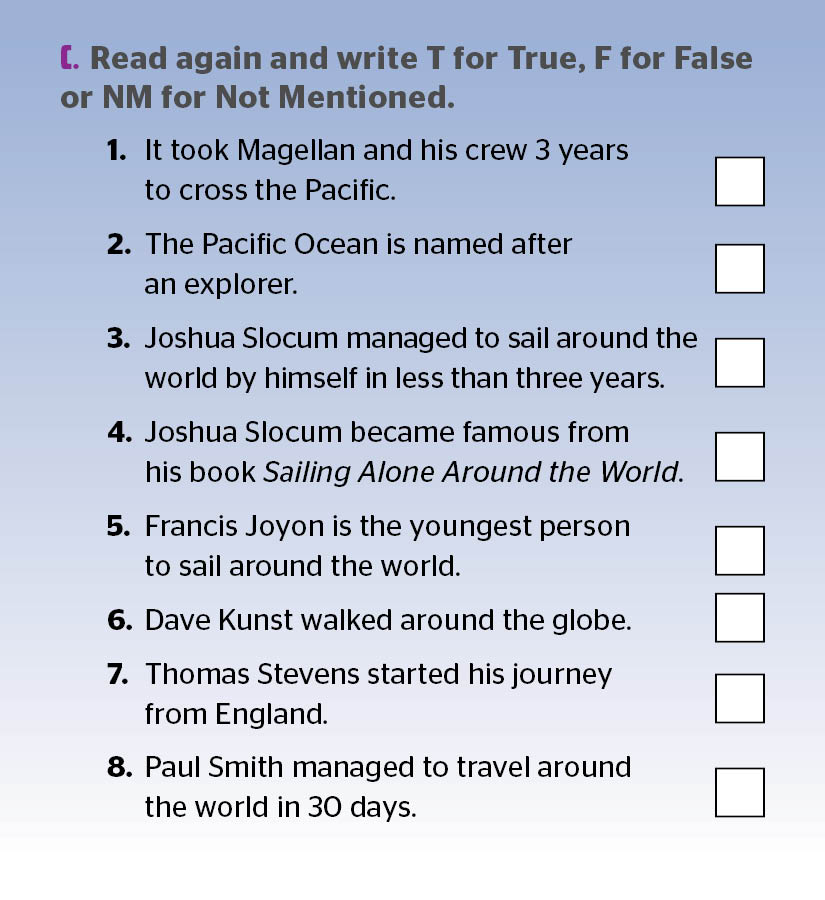 C. Read again and write T for True, F for False
or NM for Not Mentioned.
1. It took Magellan and his crew 3 years
to cross the Pacific.
2. The Pacific Ocean is named after
an explorer.
3. Joshua Slocum managed to sail around the
world by himself in less than three years.
4. Joshua Slocum became famous from
his book Sailing Alone Around the World.
5. Francis Joyon is the youngest person
to sail around the world.
6. Dave Kunst walked around the globe.
7. Thomas Stevens started his journey
from England.
8. Paul Smith managed to travel around
the world in 30 days.